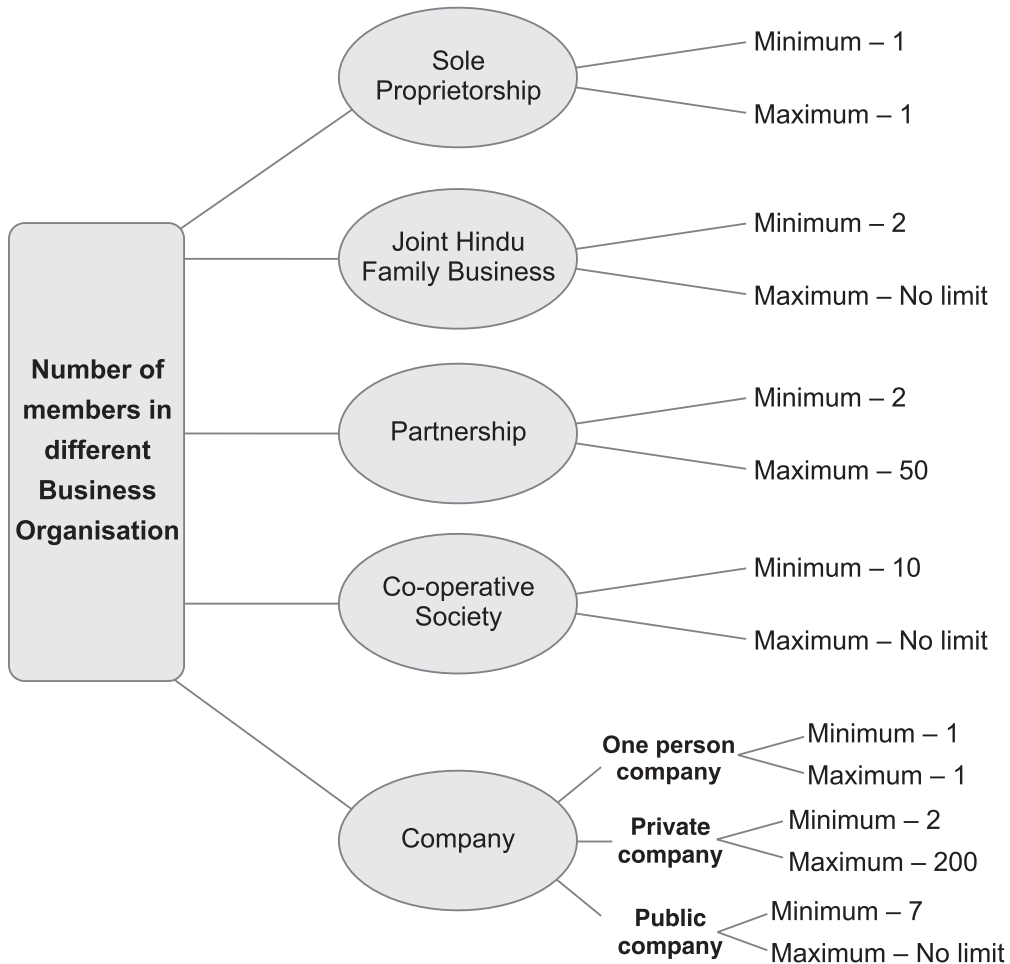 Number of
members in
different
Business
Organisation
Sole
Proprietorship
Minimum – 1
Maximum – 1
Joint Hindu
Family Business
Minimum – 2
Maximum – No limit
Partnership
Minimum – 2
Maximum – 50
Co-operative
Society
Minimum – 10
Maximum – No limit
Company
One person
company
Minimum – 1
Maximum – 1
Private
company
Minimum – 2
Maximum – 200
Public
company
Minimum – 7
Maximum – No limit